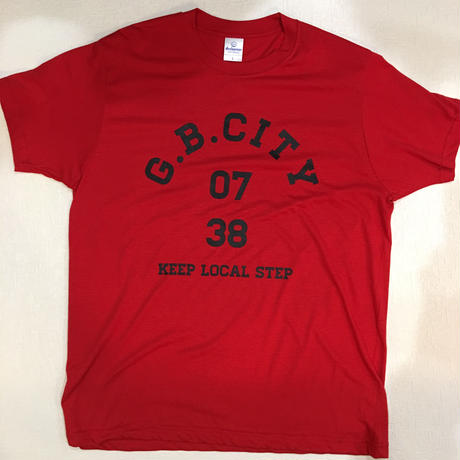 G.B.CITY
07
38
KEEP LOCAL STEP